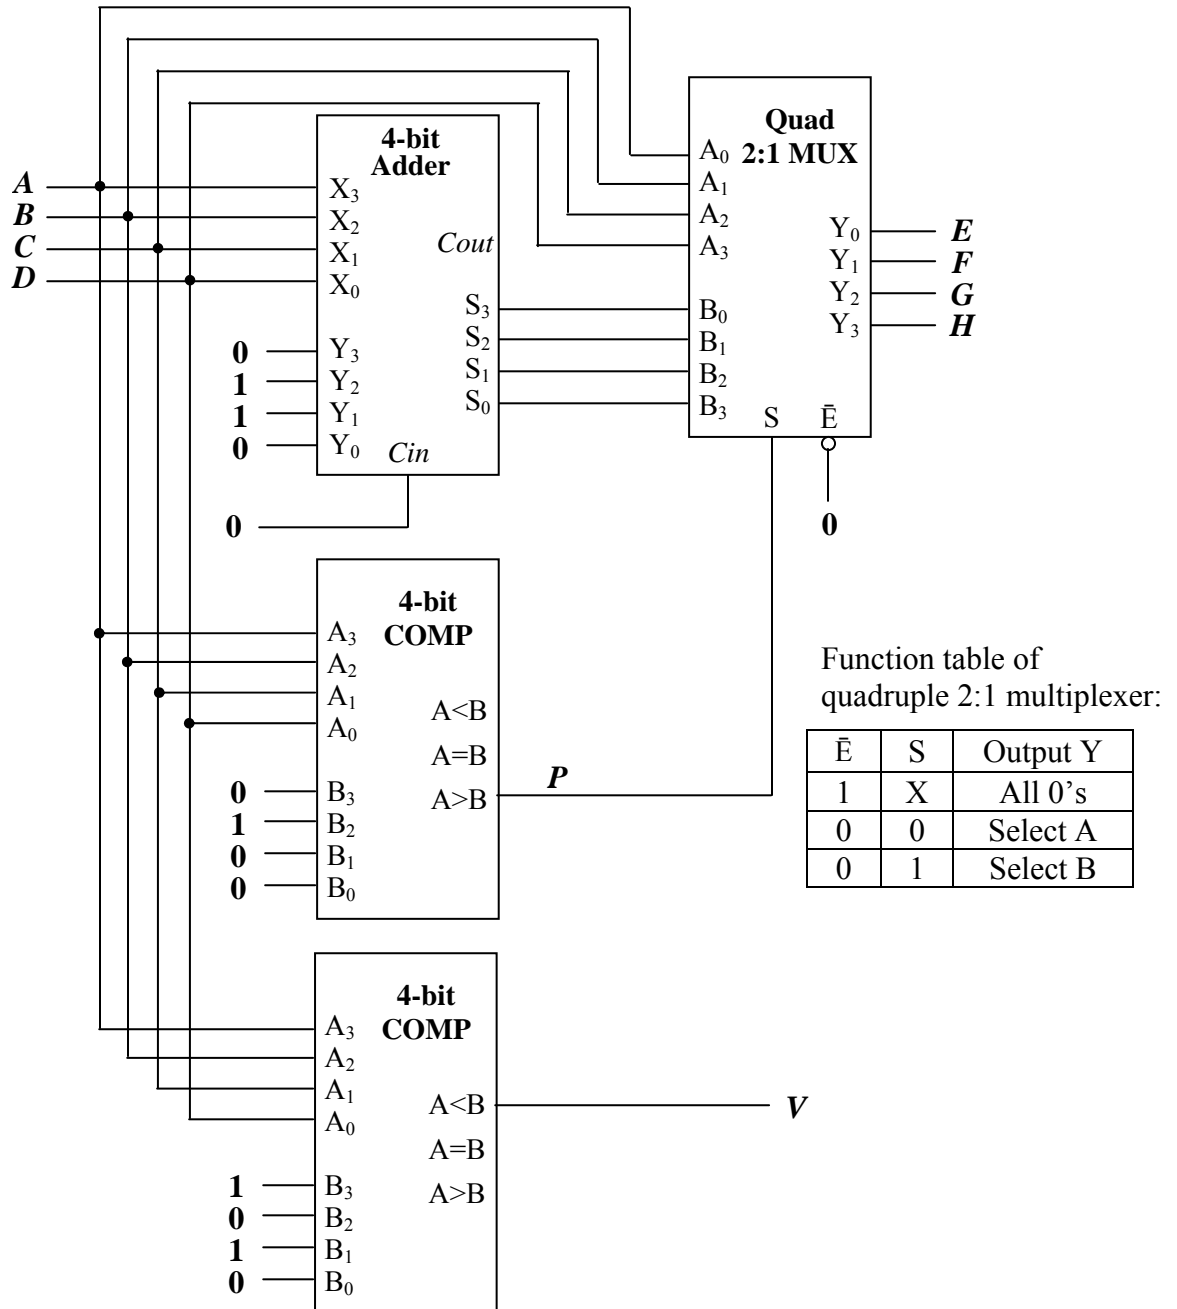 4-bit
Adder
A
B
C
D
X₃
X₂
X₁
X₀
Cout
S₃
S₂
S₁
S₀
0
1
1
0
Y₃
Y₂
Y₁
Y₀
Cin
0
Quad
2:1 MUX
A₀
A₁
A₂
A₃
B₀
B₁
B₂
B₃
Y₀
Y₁
Y₂
Y₃
E
F
G
H
S
Ē
0
4-bit
COMP
A₃
A₂
A₁
A₀
A<B
A=B
A>B
P
0
1
0
0
B₃
B₂
B₁
B₀
Function table of
quadruple 2:1 multiplexer:
Ē S Output Y
1 X All 0’s
0 0 Select A
0 1 Select B
4-bit
COMP
A₃
A₂
A₁
A₀
A<B
A=B
A>B
V
1
0
1
0
B₃
B₂
B₁
B₀